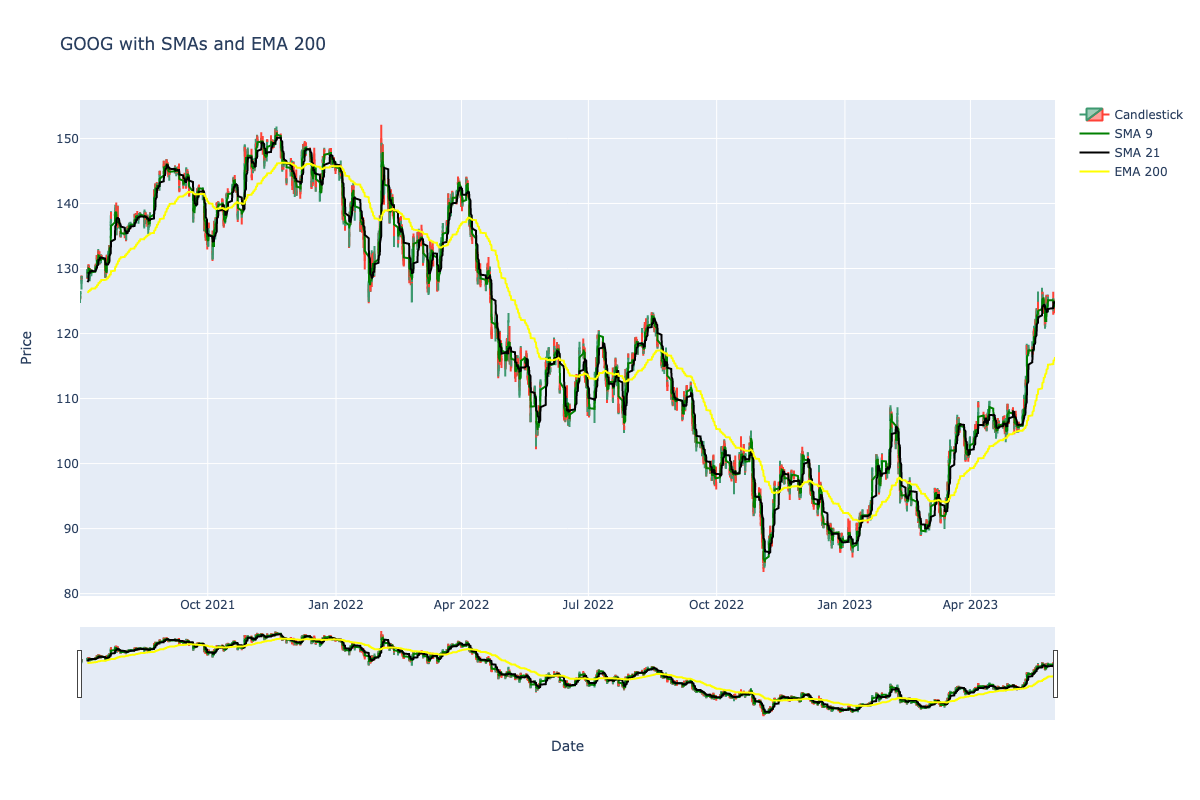 GOOG with SMAs and EMA 200
Candlestick
SMA 9
SMA 21
EMA 200
Price
150
140
130
120
110
100
90
80
Oct 2021
Jan 2022
Apr 2022
Jul 2022
Oct 2022
Jan 2023
Apr 2023
Date